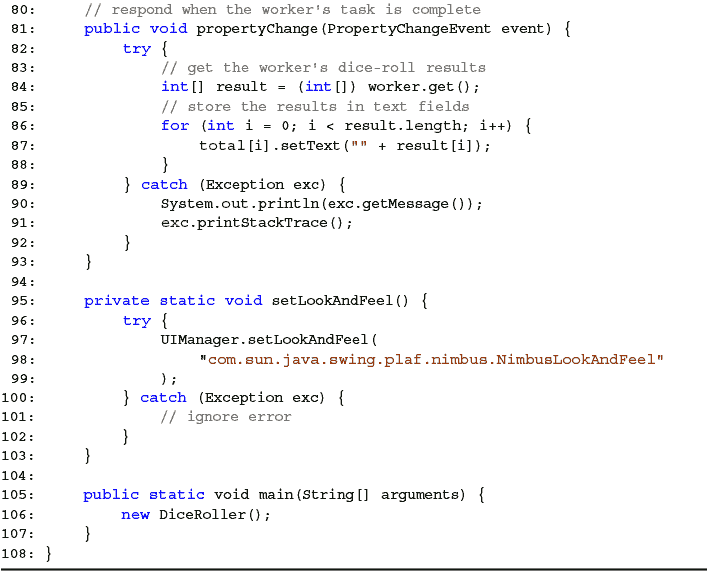 80:     // respond when the worker's task is complete
81:     public void propertyChange(PropertyChangeEvent event) {
82:         try {
83:             // get the worker's dice-roll results
84:             int[] result = (int[]) worker.get();
85:             // store the results in text fields
86:             for (int i = 0; i < result.length; i++) {
87:                 total[i].setText("" + result[i]);
88:             }
89:         } catch (Exception exc) {
90:             System.out.println(exc.getMessage());
91:             exc.printStackTrace();
92:         }
93:     }
94:
95:     private static void setLookAndFeel() {
96:         try {
97:             UIManager.setLookAndFeel(
98:                 "com.sun.java.swing.plaf.nimbus.NimbusLookAndFeel"
99:             );
100:         } catch (Exception exc) {
101:             // ignore error
102:         }
103:     }
104:
105:     public static void main(String[] arguments) {
106:         new DiceRoller();
107:     }
108: }